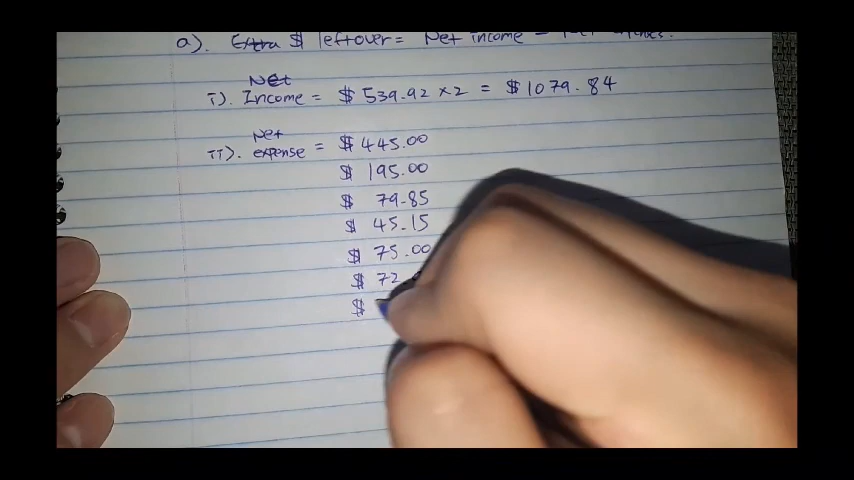 a). Extra $ leftover = Net income -
Net
i). Income = $ 539.92 x 2 = $ 1079.84
Net
ii). expense = $ 445.00
$ 195.00
$ 79.85
$ 45.15
$ 75.00
$ 72
$